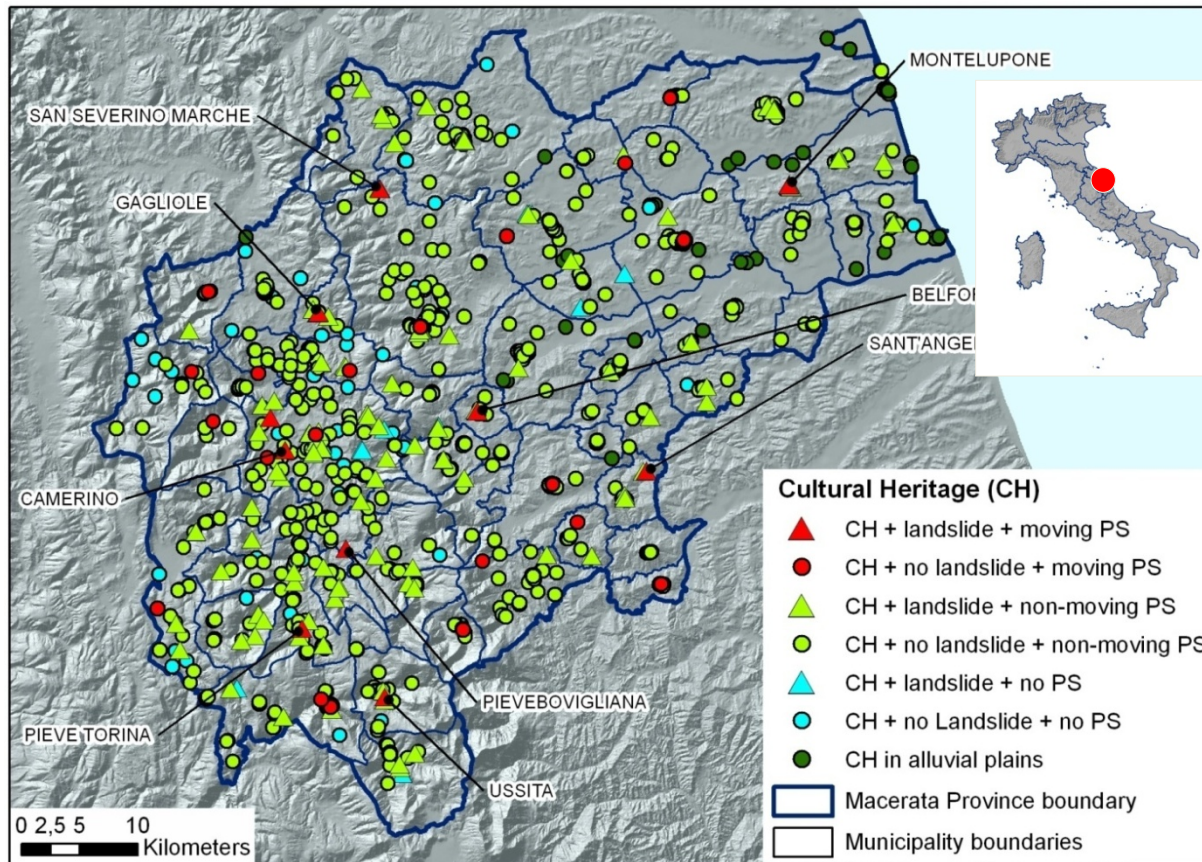 MONTELUPONE
SAN SEVERINO MARCHE
GAGLIOLE
BELFOR
SANT'ANGEL
CAMERINO
PIEVEBOVIGLIANA
PIEVE TORINA
USSITA
Cultural Heritage (CH)
CH + landslide + moving PS
CH + no landslide + moving PS
CH + landslide + non-moving PS
CH + no landslide + non-moving PS
CH + landslide + no PS
CH + no Landslide + no PS
CH in alluvial plains
Macerata Province boundary
Municipality boundaries
0 2,5 5 10
Kilometers